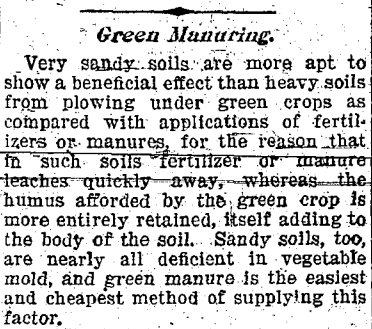 Green Manuring.
Very sandy soils are more apt to
show a beneficial effect than heavy soils
from plowing under green crops as
compared with applications of fertil-
izers or manures, for the reason that
in such soils fertilizer or manure
leaches quickly away, whereas the
humus afforded by the green crop is
more entirely retained, itself adding to
the body of the soil. Sandy soils, too,
are nearly all deficient in vegetable
mold, and green manure is the easiest
and cheapest method of supplying this
factor.